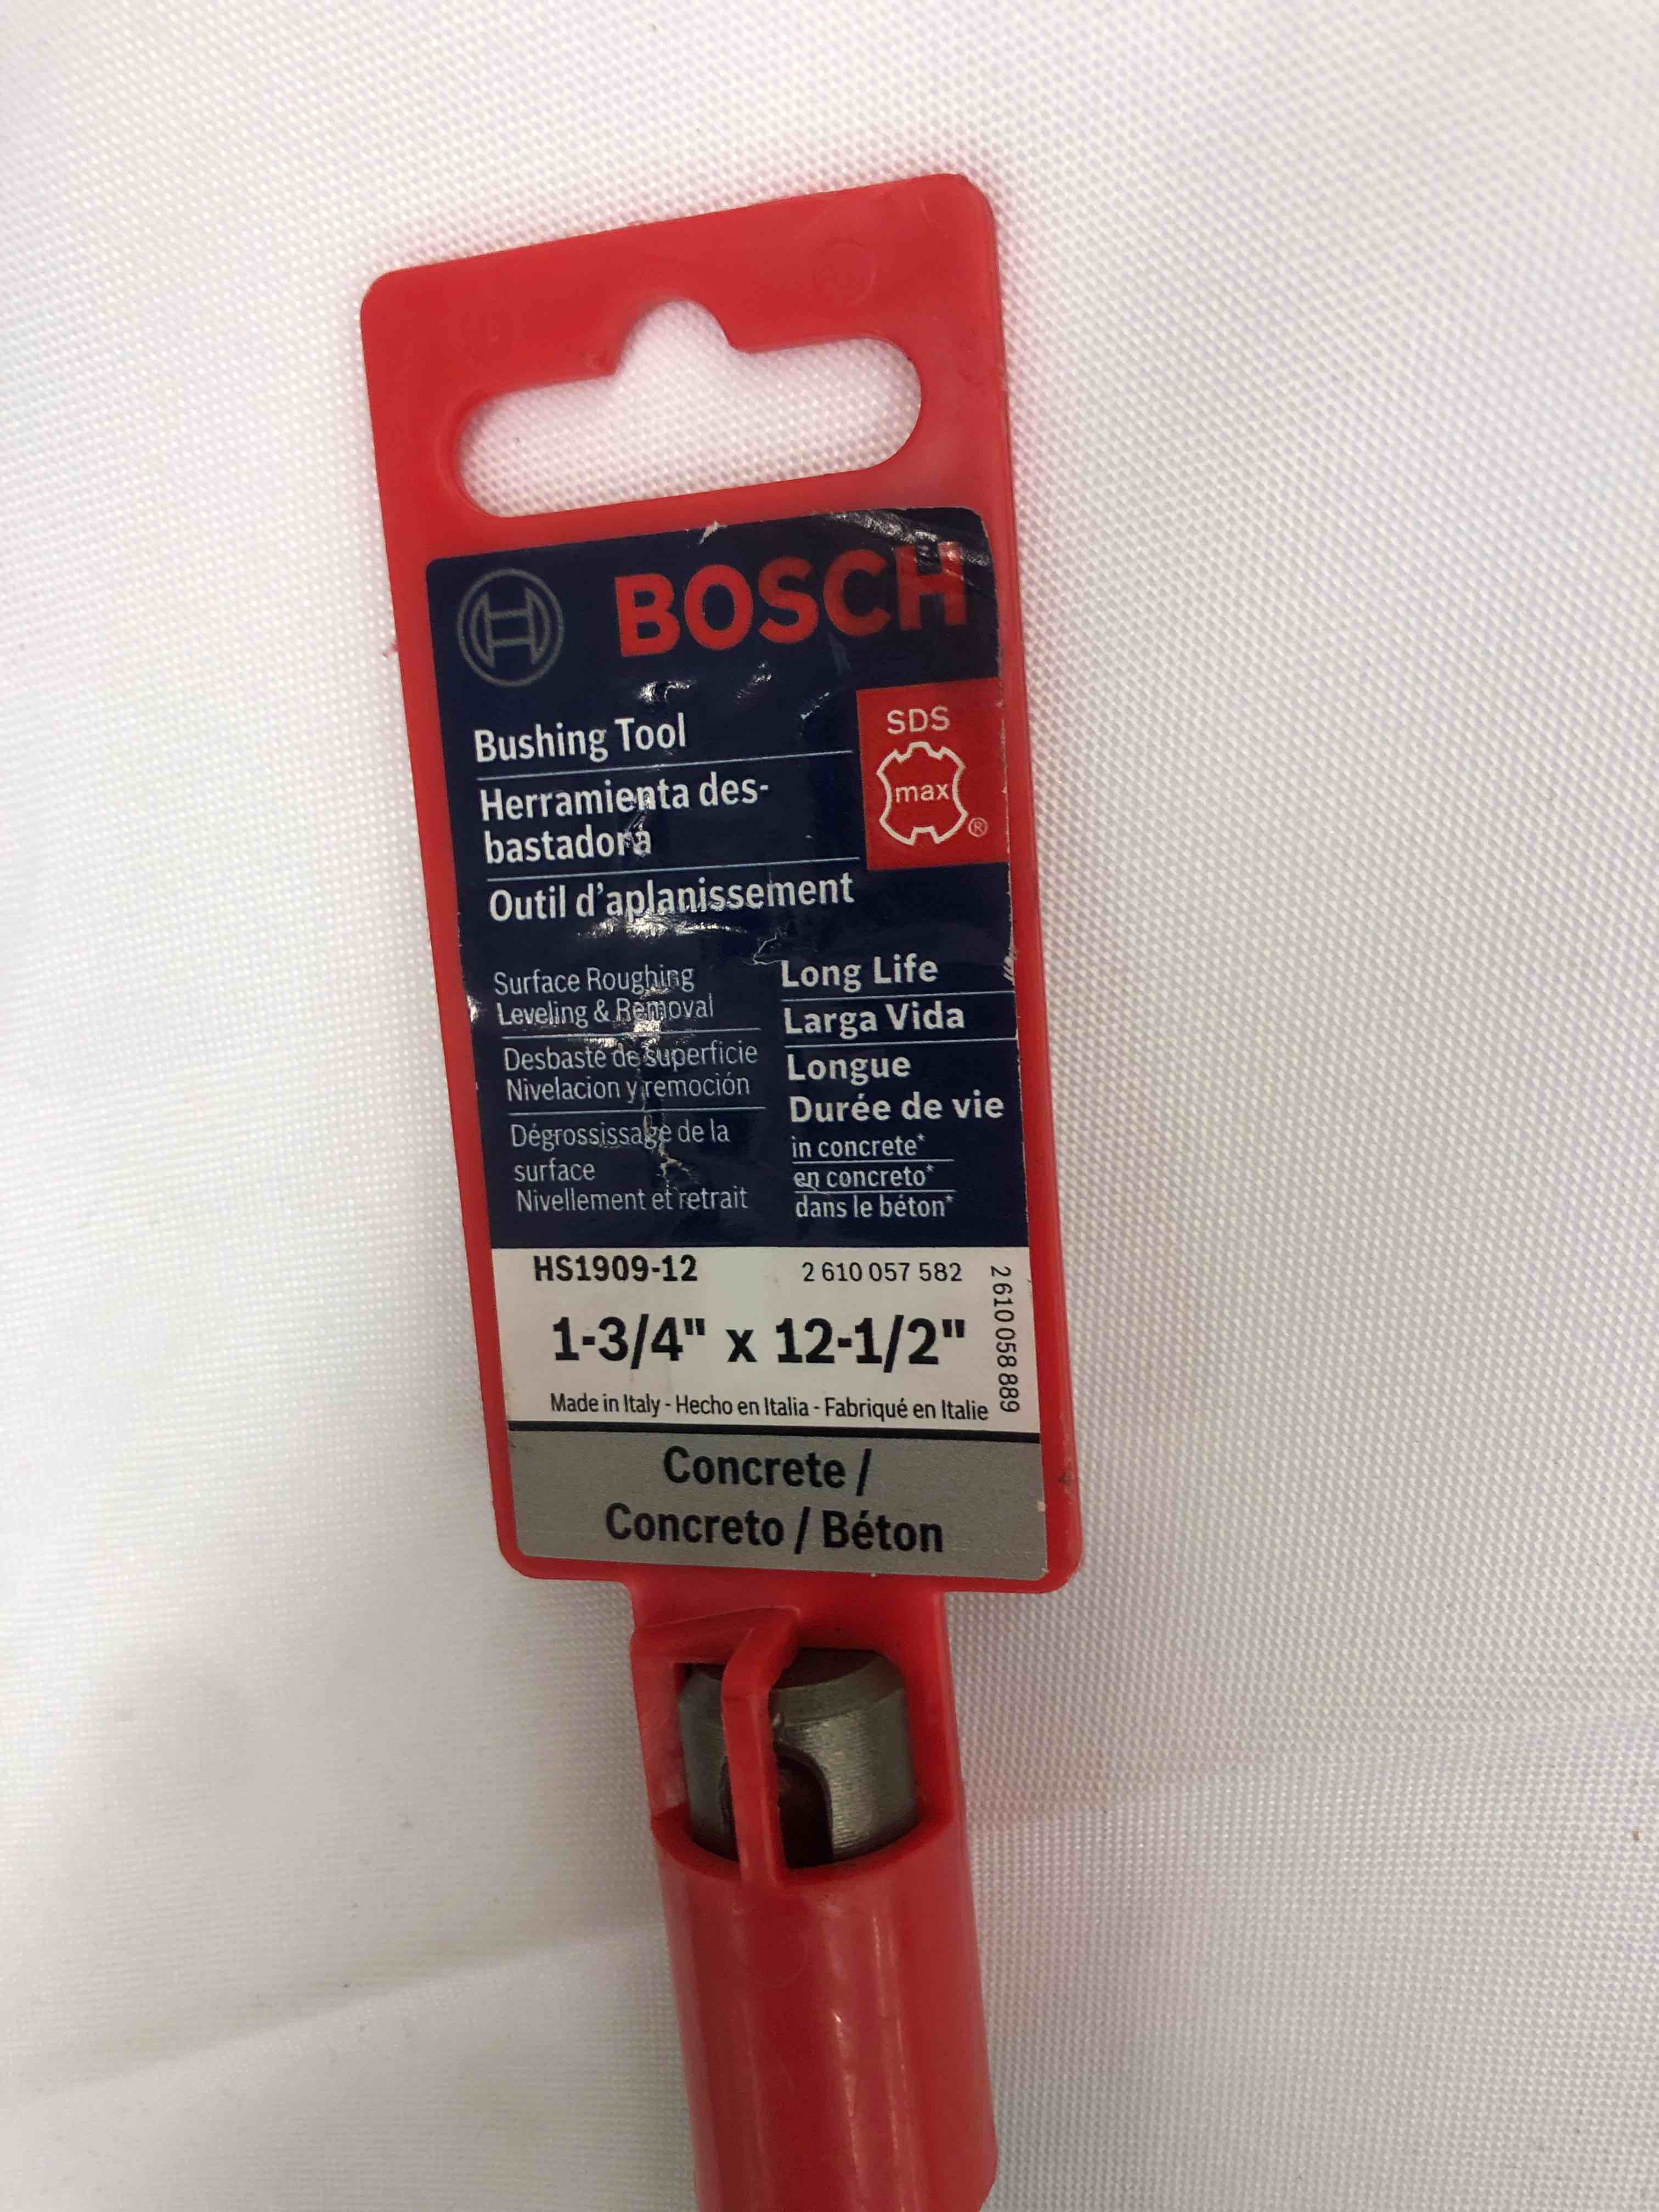 BOSCH
SDS
max
®
Bushing Tool
Herramienta des-
bastadora
Outil d'aplanissement
Surface Roughing
Leveling & Removal
Desbaste de superficie
Nivelacion y remoción
Dégrossissage de la
surface
Nivellement et retrait
Long Life
Larga Vida
Longue
Durée de vie
in concrete*
en concreto*
dans le béton*
HS1909-12
2 610 057 582
2 610 058 889
1-3/4" x 12-1/2"
Made in Italy - Hecho en Italia - Fabriqué en Italie
Concrete /
Concreto / Béton